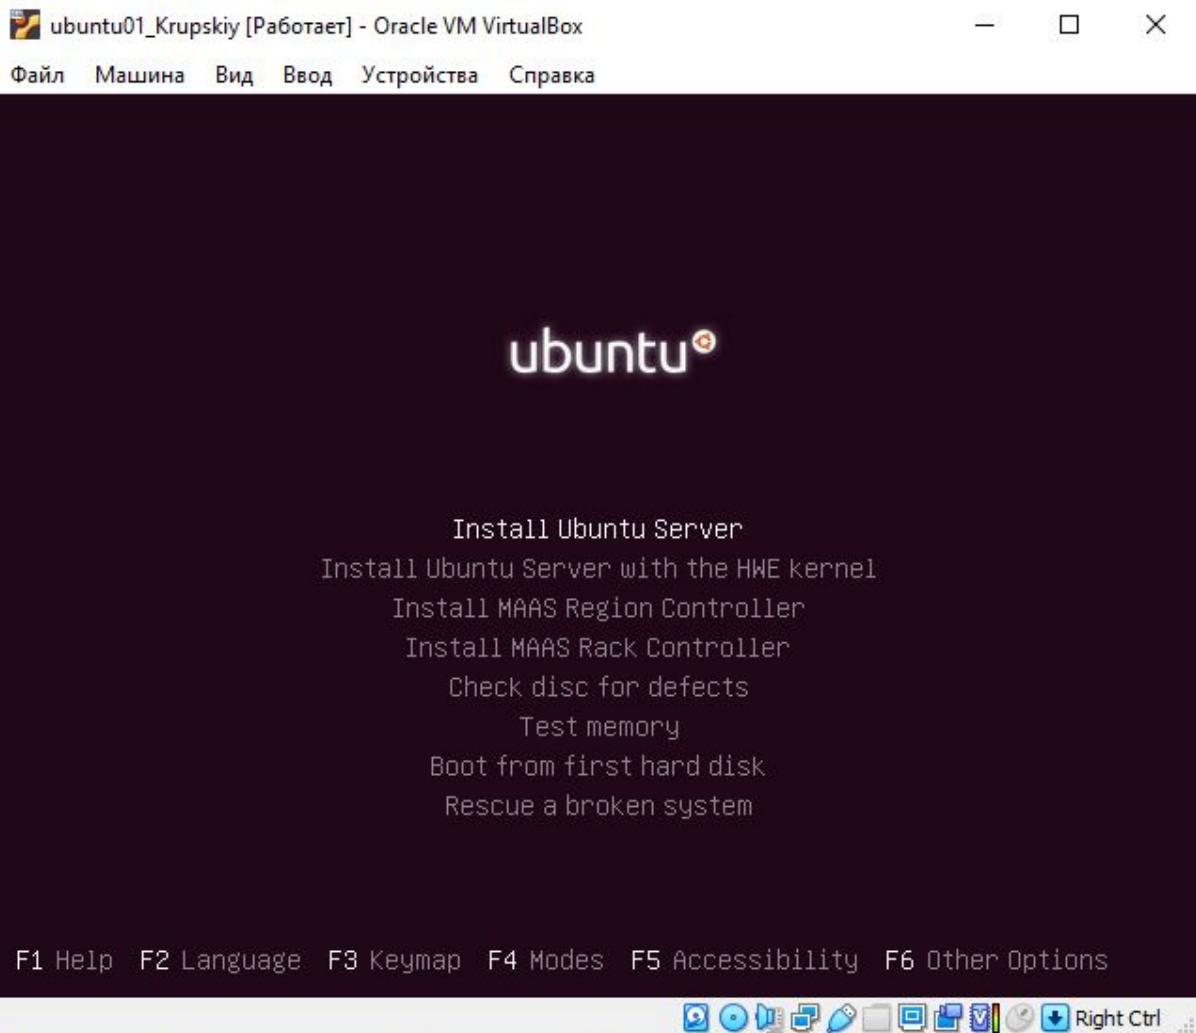 ubuntu01_Krupskiy [Работает] - Oracle VM VirtualBox
Файл Машина Вид Ввод Устройства Справка
ubuntu
Install Ubuntu Server
Install Ubuntu Server with the HWE kernel
Install MAAS Region Controller
Install MAAS Rack Controller
Check disc for defects
Test memory
Boot from first hard disk
Rescue a broken system
F1 Help F2 Language F3 Keymap F4 Modes F5 Accessibility F6 Other Options
Right Ctrl